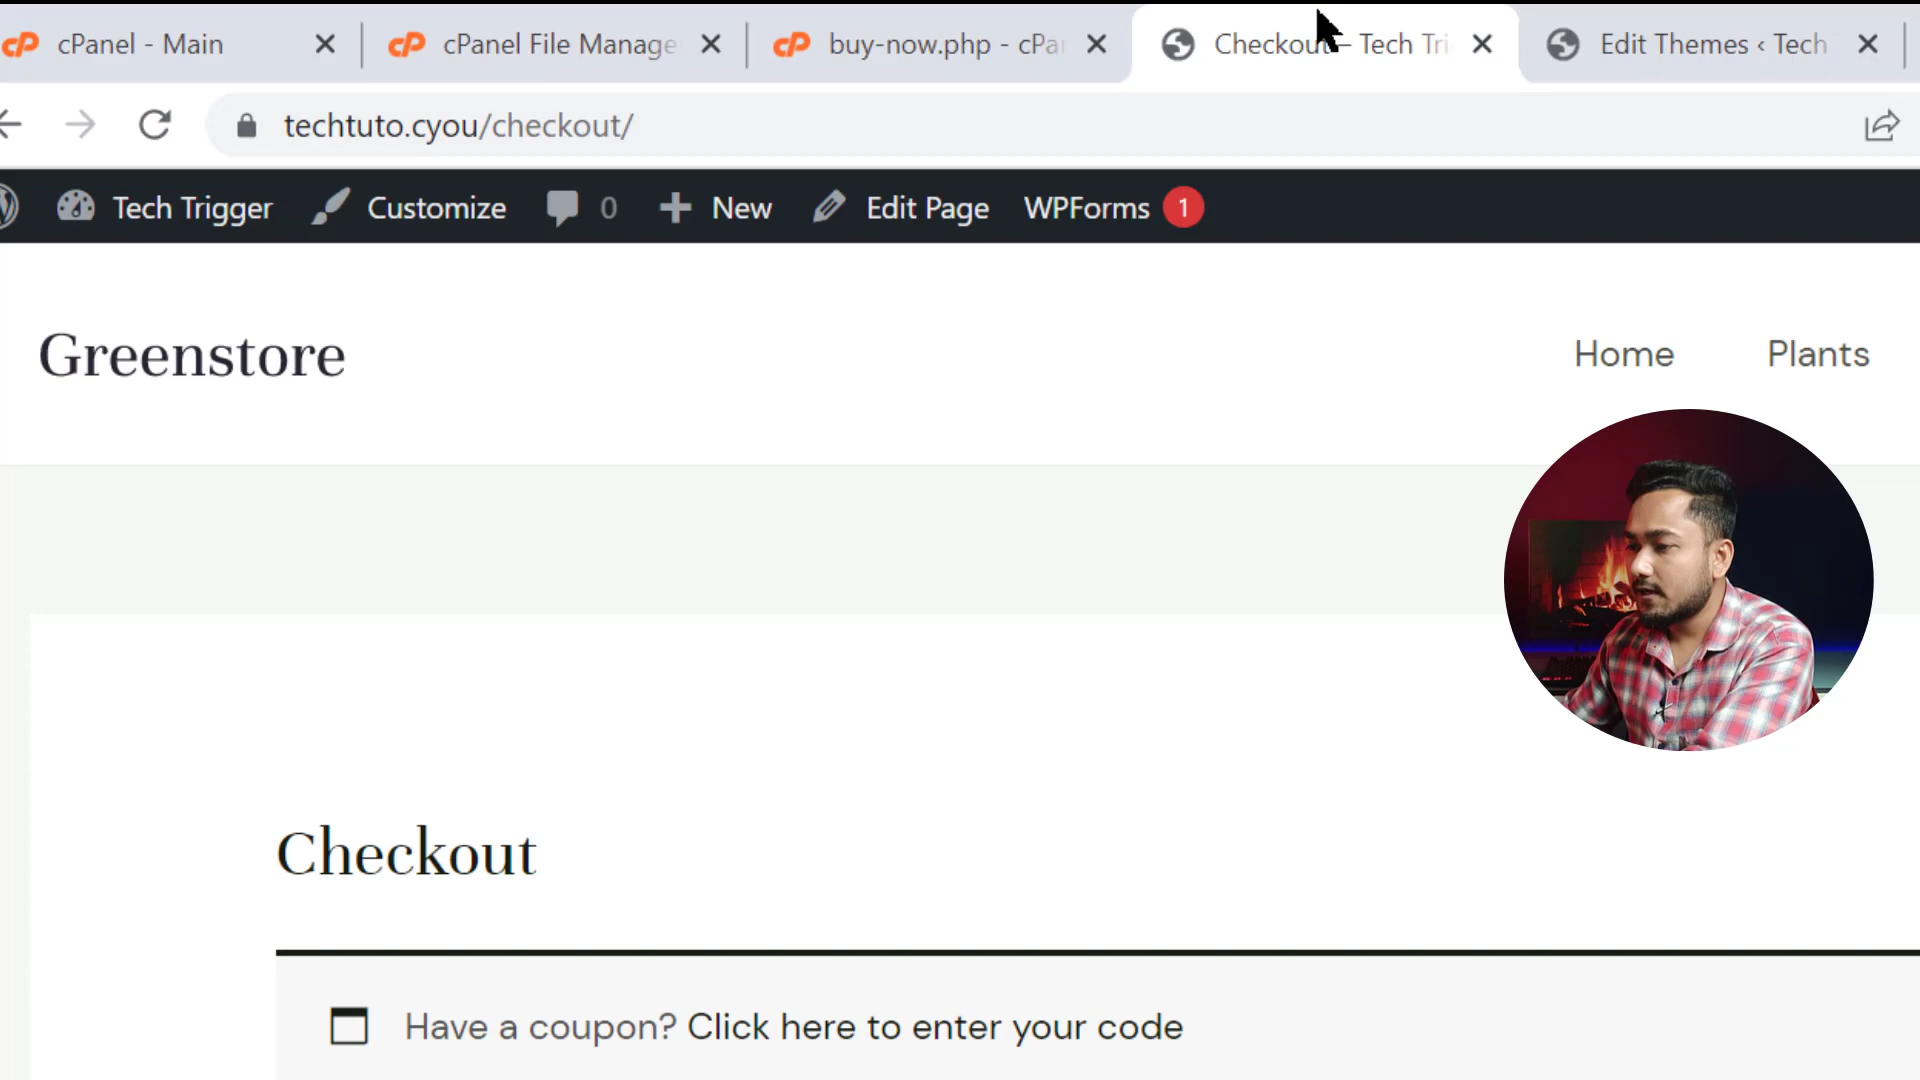 cPanel - Main
cPanel File Manage
buy-now.php - cPa
Checkout – Tech Tri
Edit Themes ‹ Tech
techtuto.cyou/checkout/
Tech Trigger
Customize
0
New
Edit Page
WPForms 1
Greenstore
Home
Plants
Checkout
Have a coupon? Click here to enter your code